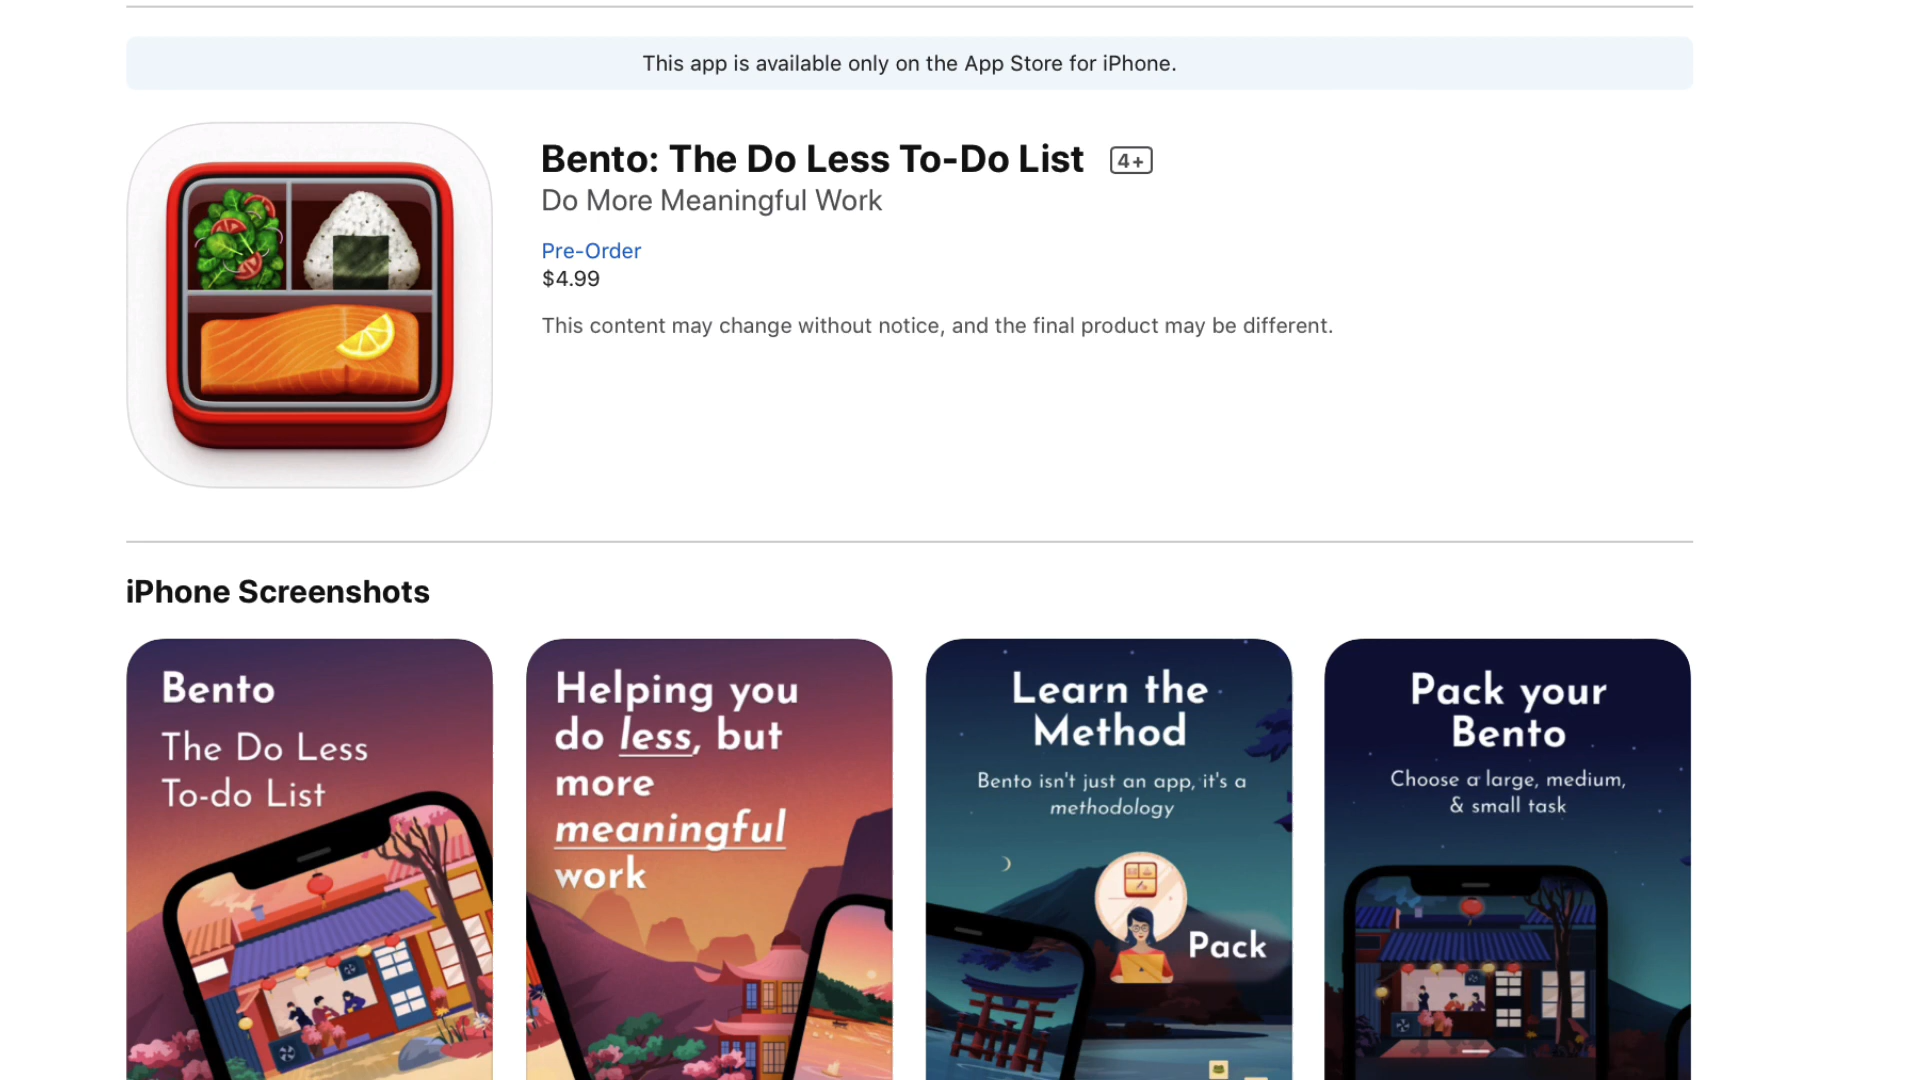 This app is available only on the App Store for iPhone.
Bento: The Do Less To-Do List 4+
Do More Meaningful Work
Pre-Order
$4.99
This content may change without notice, and the final product may be different.
iPhone Screenshots
Bento
The Do Less
To-do List
Helping you
do less, but
more
meaningful
work
Learn the
Method
Bento isn't just an app, it's a
methodology
Pack
Pack your
Bento
Choose a large, medium,
& small task